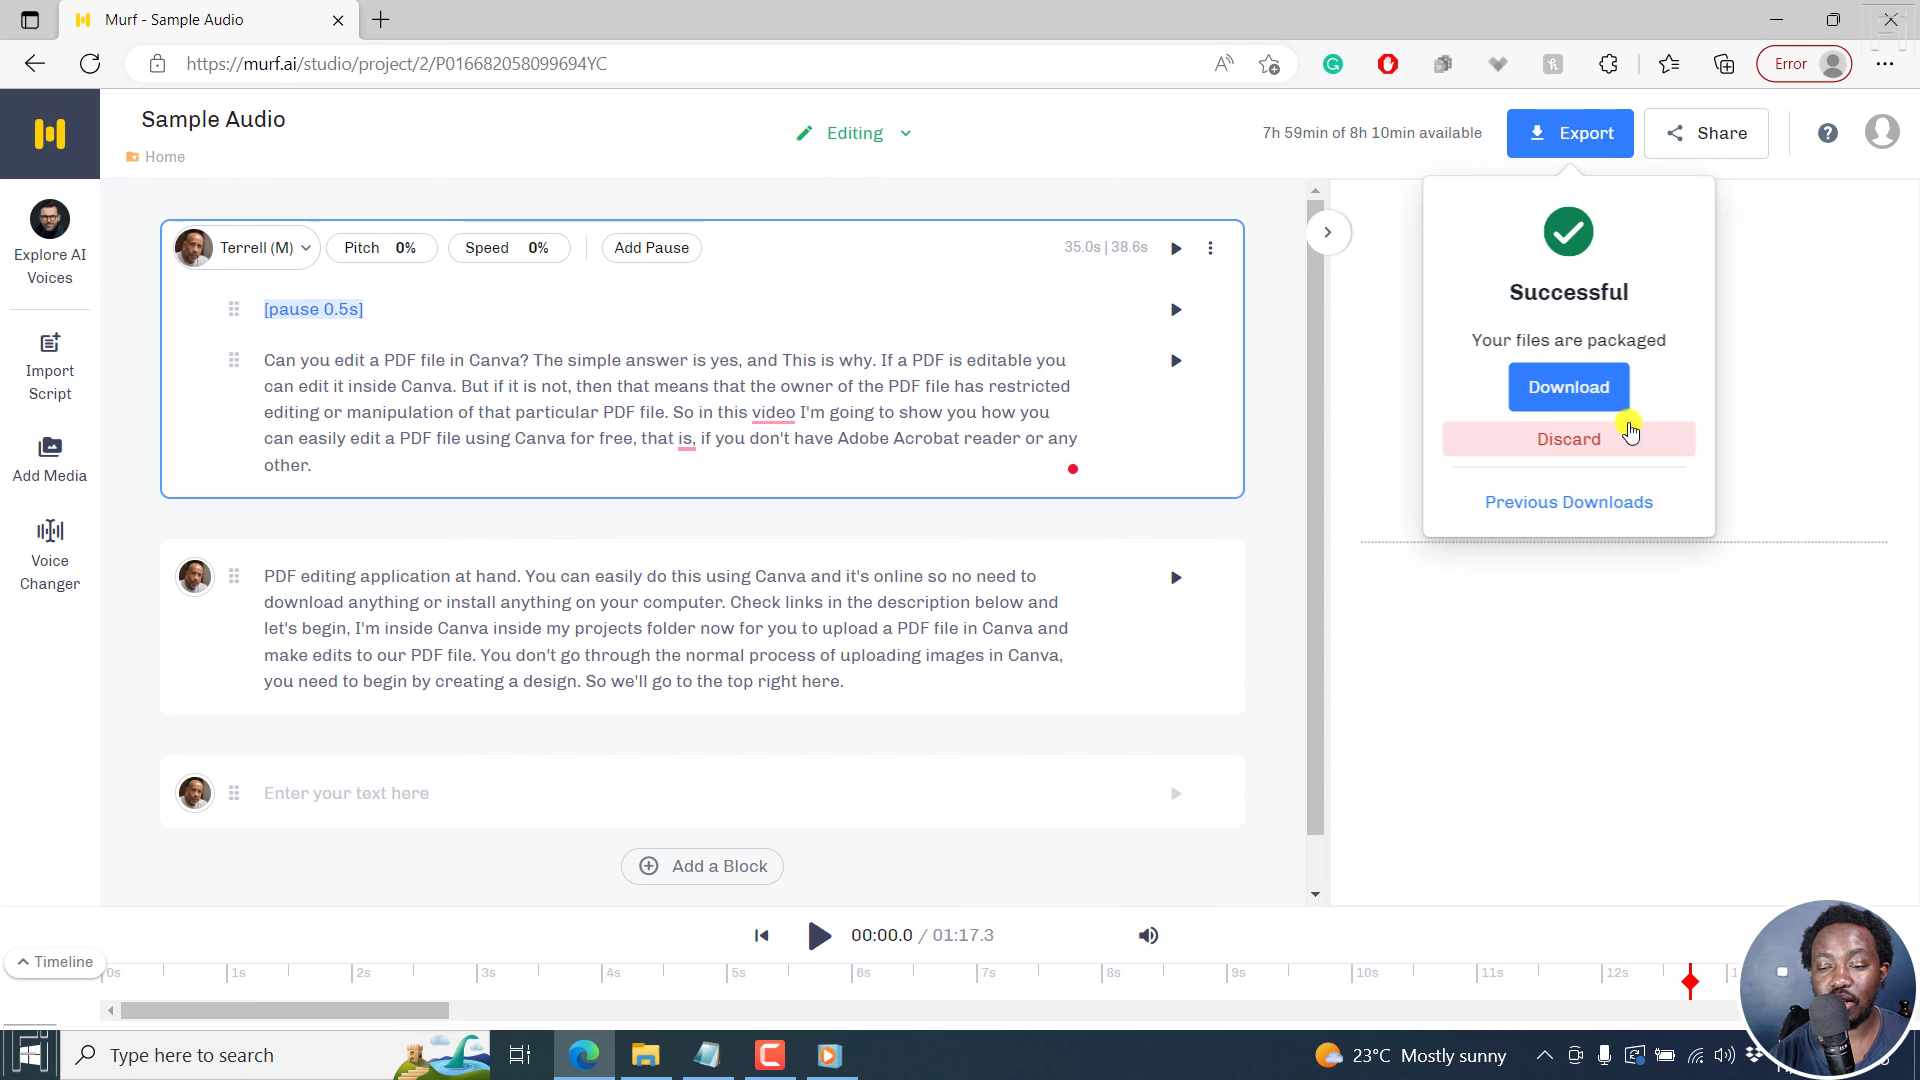 Murf - Sample Audio
https://murf.ai/studio/project/2/P016682058099694YC
Error
Sample Audio
Home
Editing
7h 59min of 8h 10min available
Export
Share
Explore AI
Voices
Import
Script
Add Media
Voice
Changer
Terrell (M)
Pitch 0%
Speed 0%
Add Pause
35.0s | 38.6s
[pause 0.5s]
Can you edit a PDF file in Canva? The simple answer is yes, and This is why. If a PDF is editable you
can edit it inside Canva. But if it is not, then that means that the owner of the PDF file has restricted
editing or manipulation of that particular PDF file. So in this video I'm going to show you how you
can easily edit a PDF file using Canva for free, that is, if you don't have Adobe Acrobat reader or any
other.
PDF editing application at hand. You can easily do this using Canva and it's online so no need to
download anything or install anything on your computer. Check links in the description below and
let's begin, I'm inside Canva inside my projects folder now for you to upload a PDF file in Canva and
make edits to our PDF file. You don't go through the normal process of uploading images in Canva,
you need to begin by creating a design. So we'll go to the top right here.
Enter your text here
Add a Block
Successful
Your files are packaged
Download
Discard
Previous Downloads
00:00.0 / 01:17.3
Timeline
0s 1s 2s 3s 4s 5s 6s 7s 8s 9s 10s 11s 12s
Type here to search
23°C Mostly sunny